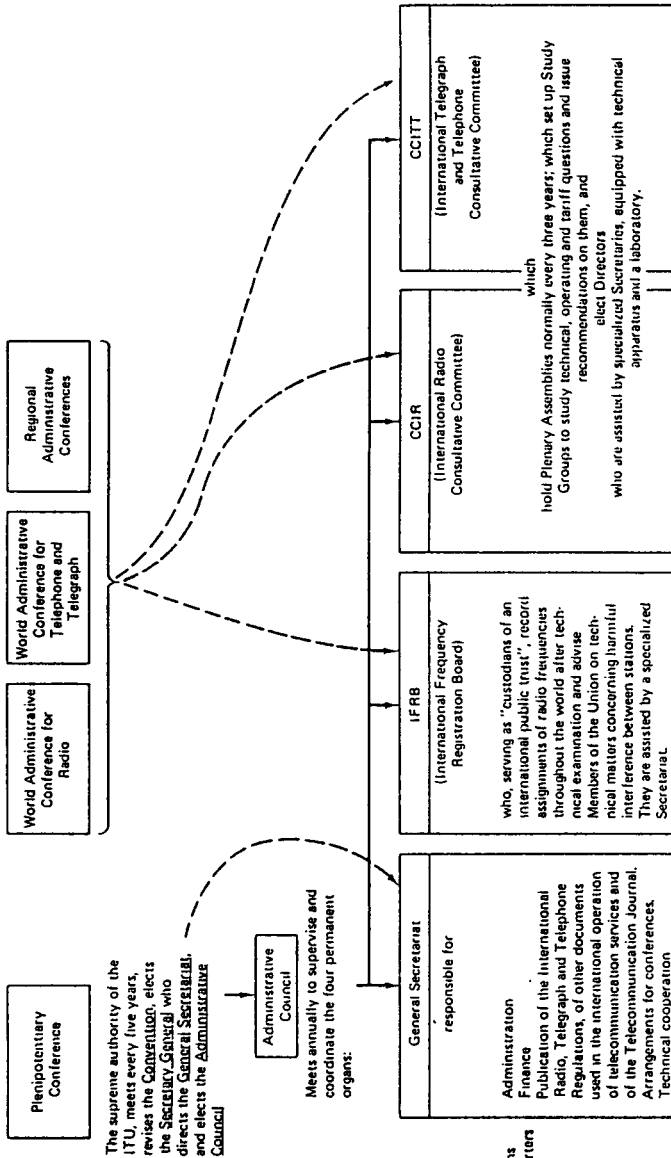 Plenipotentiary
Conference
The supreme authority of the
ITU, meets every five years,
revises the Convention, elects
the Secretary General who
directs the General Secretariat,
and elects the Administrative
Council
Administrative
Council
Meets annually to supervise and
coordinate the four permanent
organs:
World Administrative
Conference for
Radio
World Administrative
Conference for
Telephone and
Telegraph
Regional
Administrative
Conferences
General Secretariat
responsible for
Administration
Finance
Publication of the International
Radio, Telegraph and Telephone
Regulations, of other documents
used in the international operation
of telecommunication services and
of the Telecommunication Journal.
Arrangements for conferences.
Technical cooperation
IFRB
(International Frequency
Registration Board)
who, serving as "custodians of an
international public trust", record
assignments of radio frequencies
throughout the world after tech-
nical examination and advise
Members of the Union on tech-
nical matters concerning harmful
interference between stations.
They are assisted by a specialized
Secretariat.
CCIR
(International Radio
Consultative Committee)
CCITT
(International Telegraph
and Telephone
Consultative Committee)
which
hold Plenary Assemblies normally every three years; which set up Study
Groups to study technical, operating and tariff questions and issue
recommendations on them, and
elect Directors
who are assisted by specialized Secretaries, equipped with technical
apparatus and a laboratory.